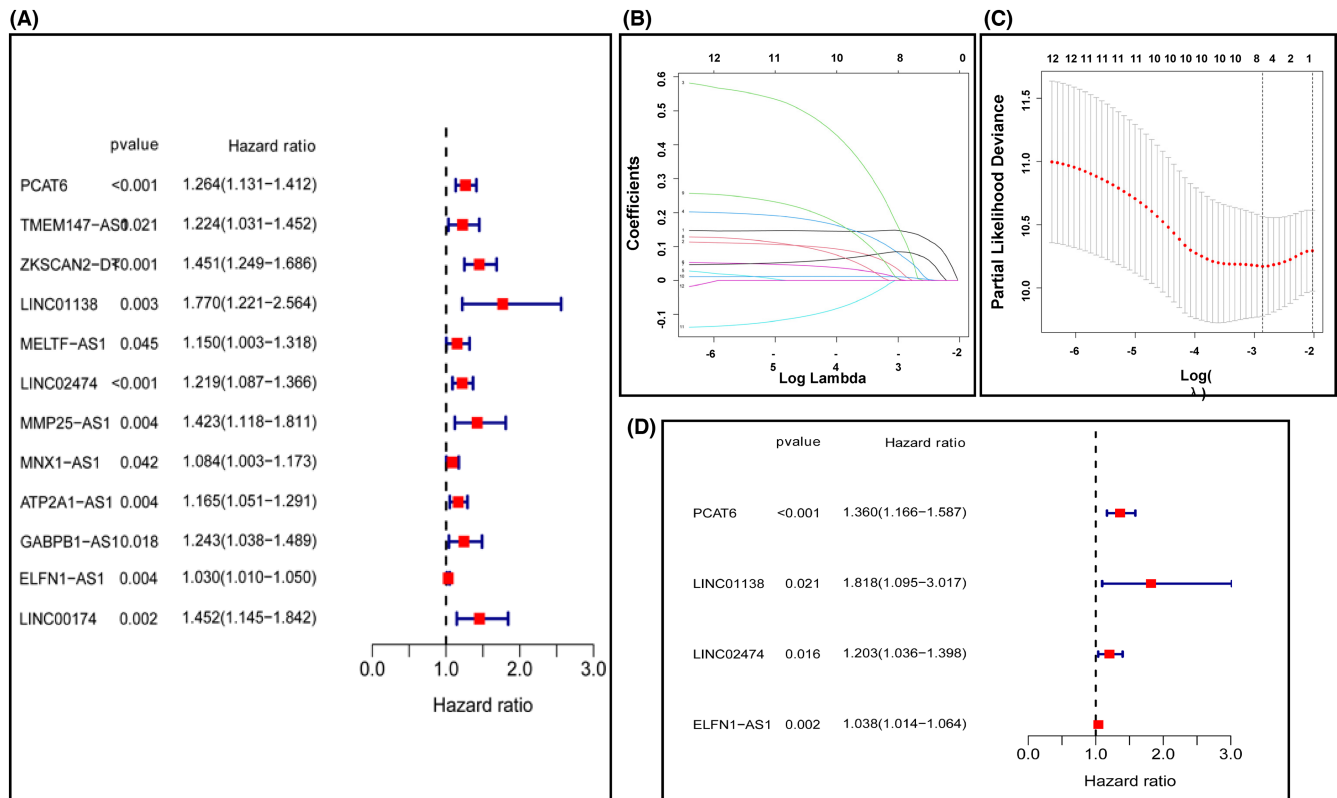 (A)
pvalue Hazard ratio
PCAT6 <0.001 1.264(1.131−1.412)
TMEM147−AS1 0.021 1.224(1.031−1.452)
ZKSCAN2−DT <0.001 1.451(1.249−1.686)
LINC01138 0.003 1.770(1.221−2.564)
MELTF−AS1 0.045 1.150(1.003−1.318)
LINC02474 <0.001 1.219(1.087−1.366)
MMP25−AS1 0.004 1.423(1.118−1.811)
MNX1−AS1 0.042 1.084(1.003−1.173)
ATP2A1−AS1 0.004 1.165(1.051−1.291)
GABPB1−AS1 0.018 1.243(1.038−1.489)
ELFN1−AS1 0.004 1.030(1.010−1.050)
LINC00174 0.002 1.452(1.145−1.842)
0.0 1.0 2.0 3.0
Hazard ratio
(B)
12 11 10 8 0
Coefficients
0.6
0.5
0.4
0.3
0.2
0.1
0
-0.1
-6 -5 -4 -3 -2
Log Lambda
(C)
12 12 11 11 11 11 10 10 10 10 10 10 8 4 2 1
Partial Likelihood Deviance
11.5
11.0
10.5
10.0
-6 -5 -4 -3 -2
Log(
λ)
(D)
pvalue Hazard ratio
PCAT6 <0.001 1.360(1.166−1.587)
LINC01138 0.021 1.818(1.095−3.017)
LINC02474 0.016 1.203(1.036−1.398)
ELFN1−AS1 0.002 1.038(1.014−1.064)
0.0 1.0 2.0 3.0
Hazard ratio